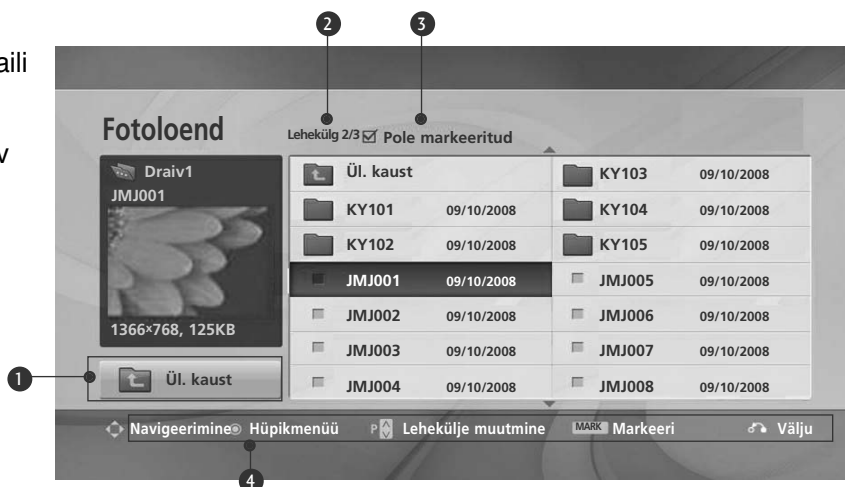 2 3
aili
v
Fotoloend Lehekülg 2/3 Pole markeeritud
Draiv1
JMJ001
1366×768, 125KB
Ül. kaust
Ül. kaust
KY101 09/10/2008
KY102 09/10/2008
JMJ001 09/10/2008
JMJ002 09/10/2008
JMJ003 09/10/2008
JMJ004 09/10/2008
KY103 09/10/2008
KY104 09/10/2008
KY105 09/10/2008
JMJ005 09/10/2008
JMJ006 09/10/2008
JMJ007 09/10/2008
JMJ008 09/10/2008
1
Navigeerimine Hüpikmenüü P Lehekülje muutmine MARK Markeeri Välju
4